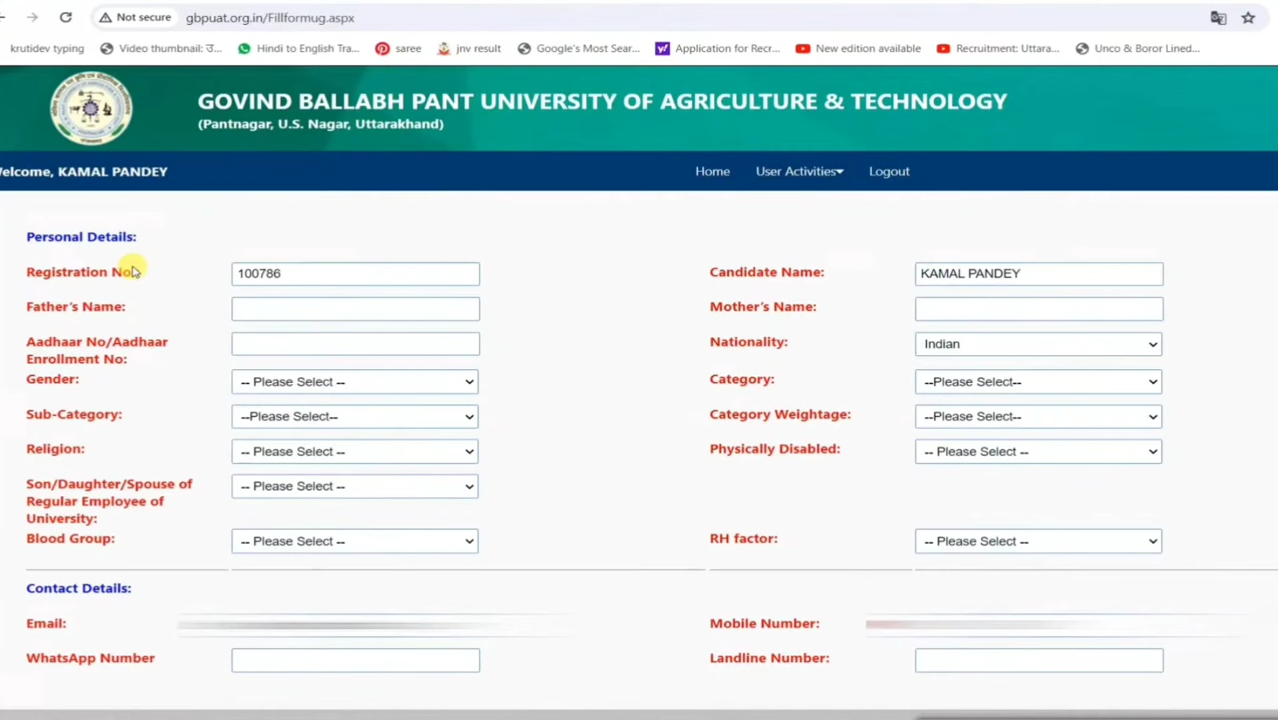 Not secure gbpuat.org.in/Fillformug.aspx
krutidev typing Video thumbnail: उ... Hindi to English Tra... saree jnv result Google's Most Sear... Application for Recr... New edition available Recruitment: Uttara... Unco & Boror Lined...
GOVIND BALLABH PANT UNIVERSITY OF AGRICULTURE & TECHNOLOGY
(Pantnagar, U.S. Nagar, Uttarakhand)
Welcome, KAMAL PANDEY Home User Activities Logout
Personal Details:
Registration No: 100786 Candidate Name: KAMAL PANDEY
Father's Name: Mother's Name:
Aadhaar No/Aadhaar Enrollment No: Nationality: Indian
Gender: -- Please Select -- Category: --Please Select--
Sub-Category: --Please Select-- Category Weightage: --Please Select--
Religion: -- Please Select -- Physically Disabled: -- Please Select --
Son/Daughter/Spouse of -- Please Select --
Regular Employee of
University:
Blood Group: -- Please Select -- RH factor: -- Please Select --
Contact Details:
Email: Mobile Number:
WhatsApp Number Landline Number: